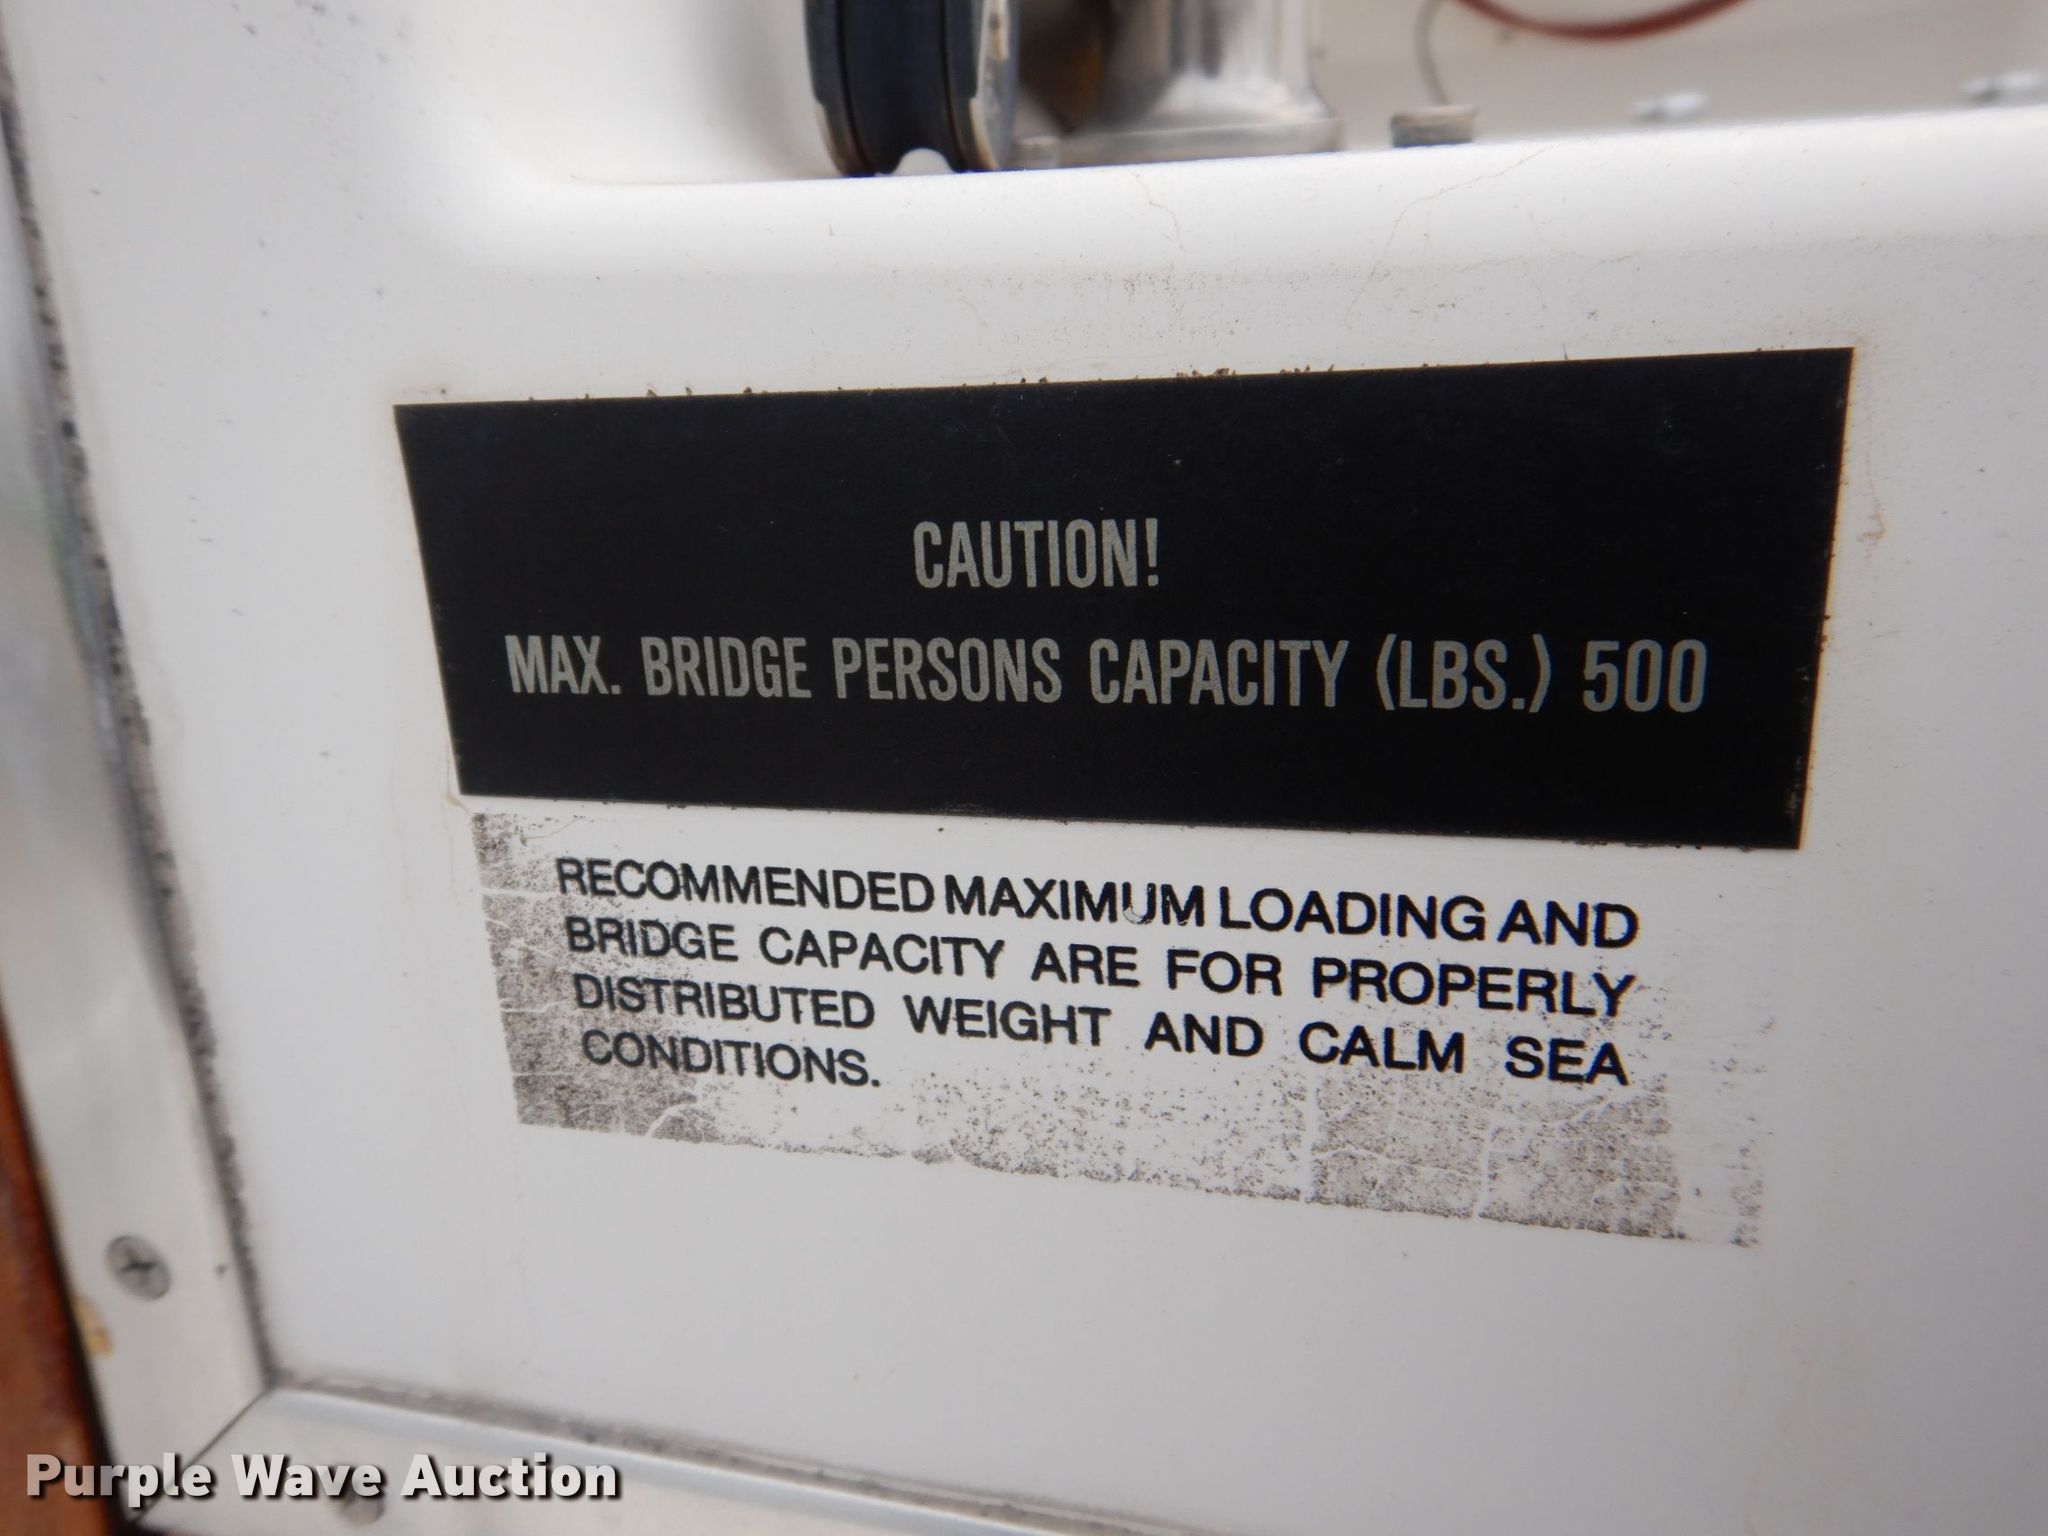 CAUTION!
MAX. BRIDGE PERSONS CAPACITY (LBS.) 500
RECOMMENDED MAXIMUM LOADING AND
BRIDGE CAPACITY ARE FOR PROPERLY
DISTRIBUTED WEIGHT AND CALM SEA
CONDITIONS.
Purple Wave Auction